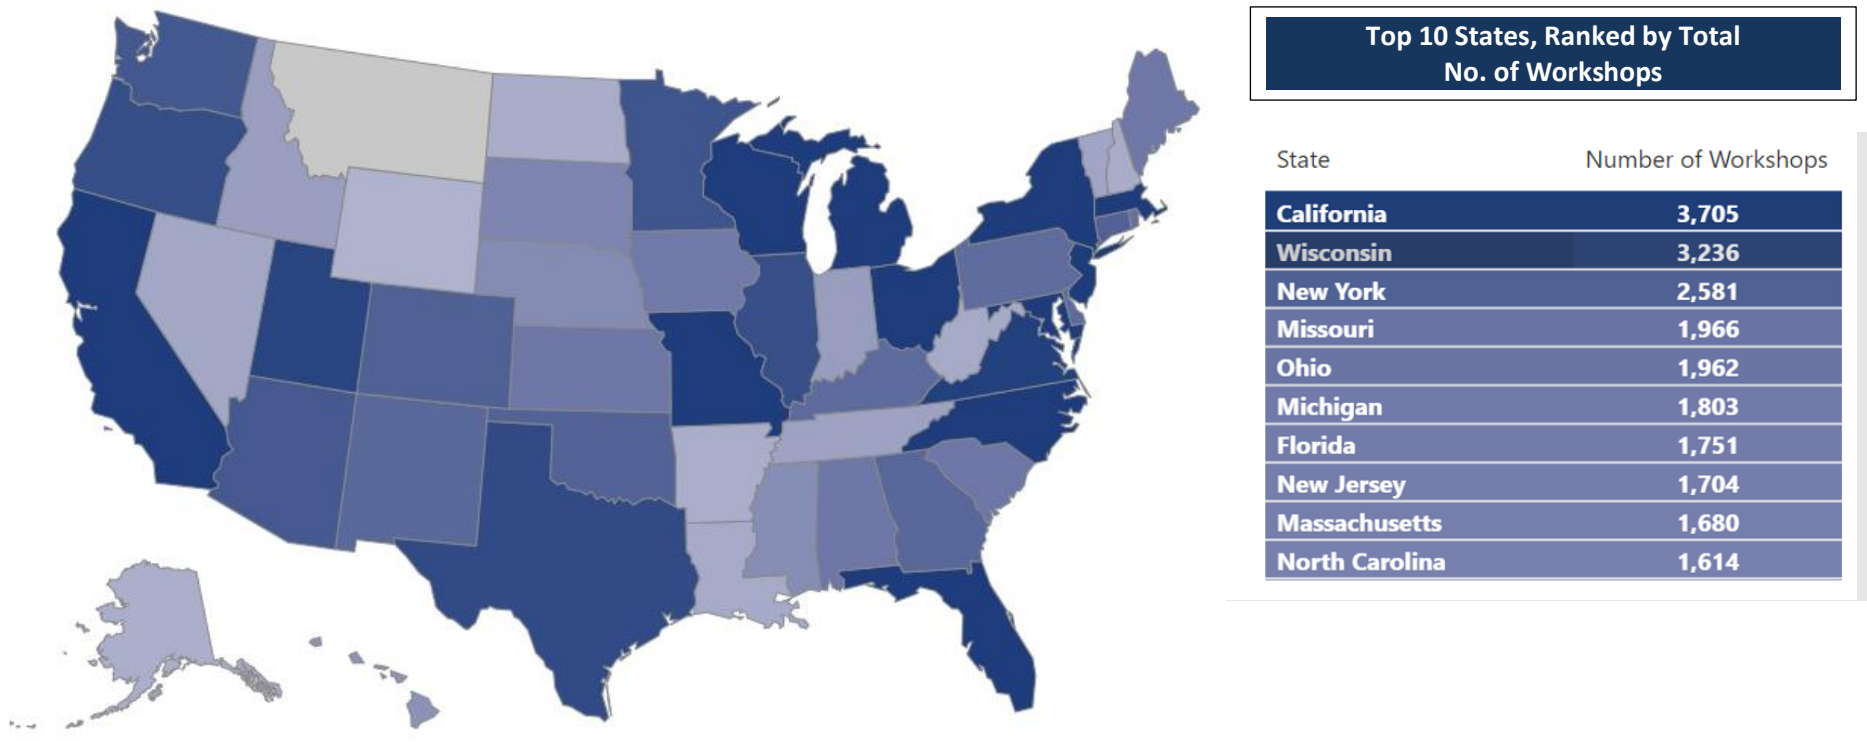 Top 10 States, Ranked by Total
No. of Workshops
State Number of Workshops
California 3,705
Wisconsin 3,236
New York 2,581
Missouri 1,966
Ohio 1,962
Michigan 1,803
Florida 1,751
New Jersey 1,704
Massachusetts 1,680
North Carolina 1,614